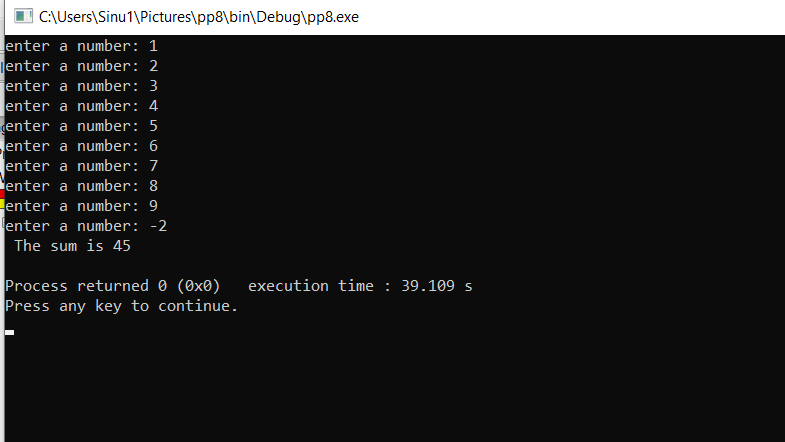 C:\Users\Sinu1\Pictures\pp8\bin\Debug\pp8.exe
enter a number: 1
enter a number: 2
enter a number: 3
enter a number: 4
enter a number: 5
enter a number: 6
enter a number: 7
enter a number: 8
enter a number: 9
enter a number: -2
 The sum is 45
Process returned 0 (0x0)   execution time : 39.109 s
Press any key to continue.